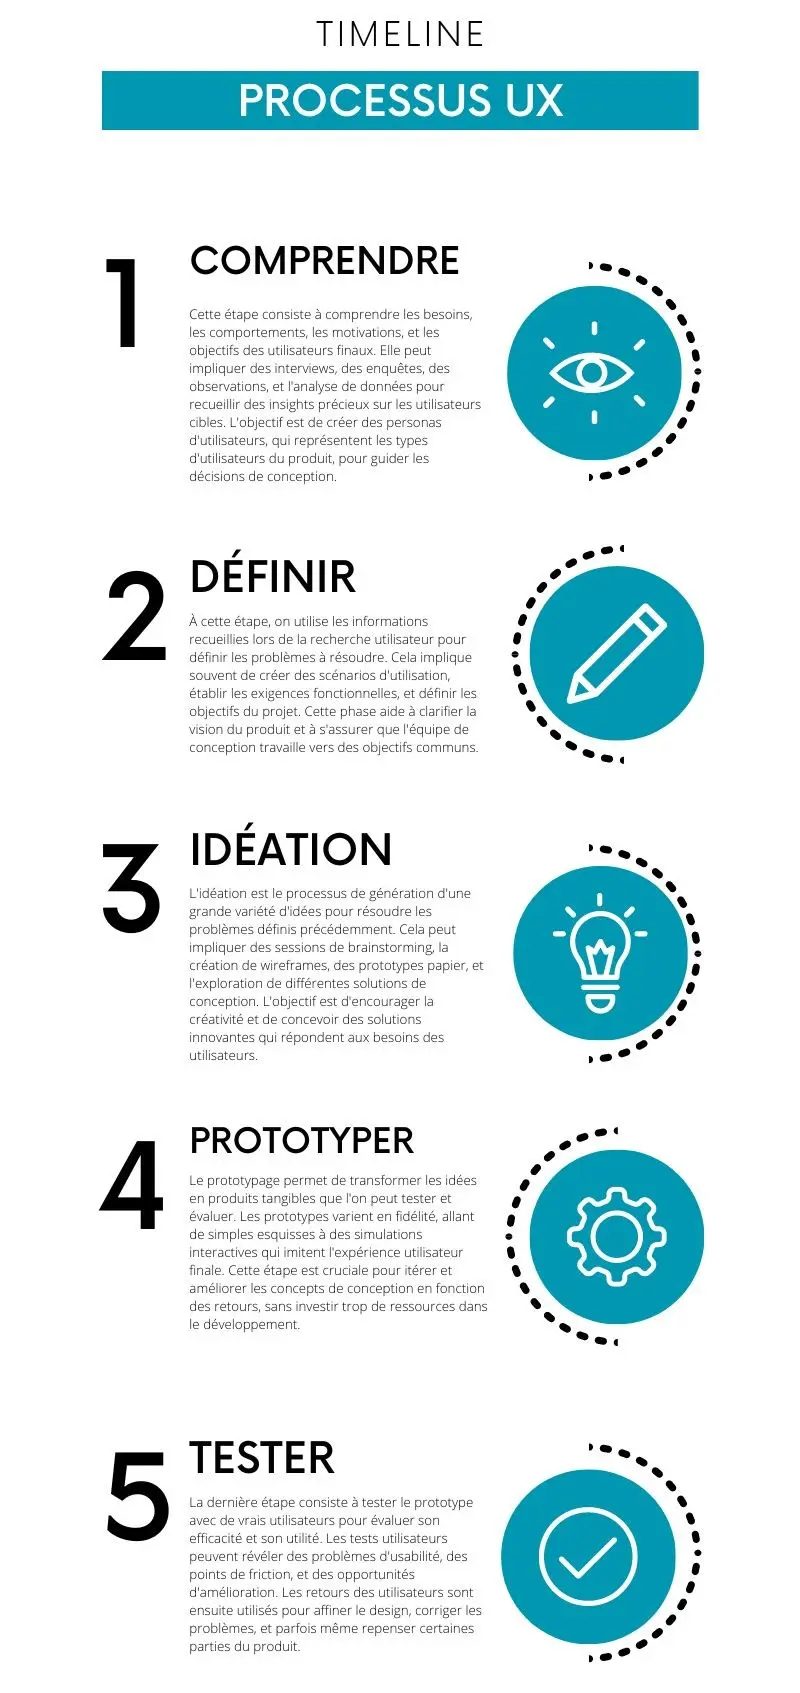 TIMELINE
PROCESSUS UX
1
COMPRENDRE
Cette étape consiste à comprendre les besoins,
les comportements, les motivations, et les
objectifs des utilisateurs finaux. Elle peut
impliquer des interviews, des enquêtes, des
observations, et l'analyse de données pour
recueillir des insights précieux sur les utilisateurs
cibles. L'objectif est de créer des personas
d'utilisateurs, qui représentent les types
d'utilisateurs du produit, pour guider les
décisions de conception.
2
DÉFINIR
À cette étape, on utilise les informations
recueillies lors de la recherche utilisateur pour
définir les problèmes à résoudre. Cela implique
souvent de créer des scénarios d'utilisation,
établir les exigences fonctionnelles, et définir les
objectifs du projet. Cette phase aide à clarifier la
vision du produit et à s'assurer que l'équipe de
conception travaille vers des objectifs communs.
3
IDÉATION
L'idéation est le processus de génération d'une
grande variété d'idées pour résoudre les
problèmes définis précédemment. Cela peut
impliquer des sessions de brainstorming, la
création de wireframes, des prototypes papier, et
l'exploration de différentes solutions de
conception. L'objectif est d'encourager la
créativité et de concevoir des solutions
innovantes qui répondent aux besoins des
utilisateurs.
4
PROTOTYPER
Le prototypage permet de transformer les idées
en produits tangibles que l'on peut tester et
évaluer. Les prototypes varient en fidélité, allant
de simples esquisses à des simulations
interactives qui imitent l'expérience utilisateur
finale. Cette étape est cruciale pour itérer et
améliorer les concepts de conception en fonction
des retours, sans investir trop de ressources dans
le développement.
5
TESTER
La dernière étape consiste à tester le prototype
avec de vrais utilisateurs pour évaluer son
efficacité et son utilité. Les tests utilisateurs
peuvent révéler des problèmes d'usabilité, des
points de friction, et des opportunités
d'amélioration. Les retours des utilisateurs sont
ensuite utilisés pour affiner le design, corriger les
problèmes, et parfois même repenser certaines
parties du produit.